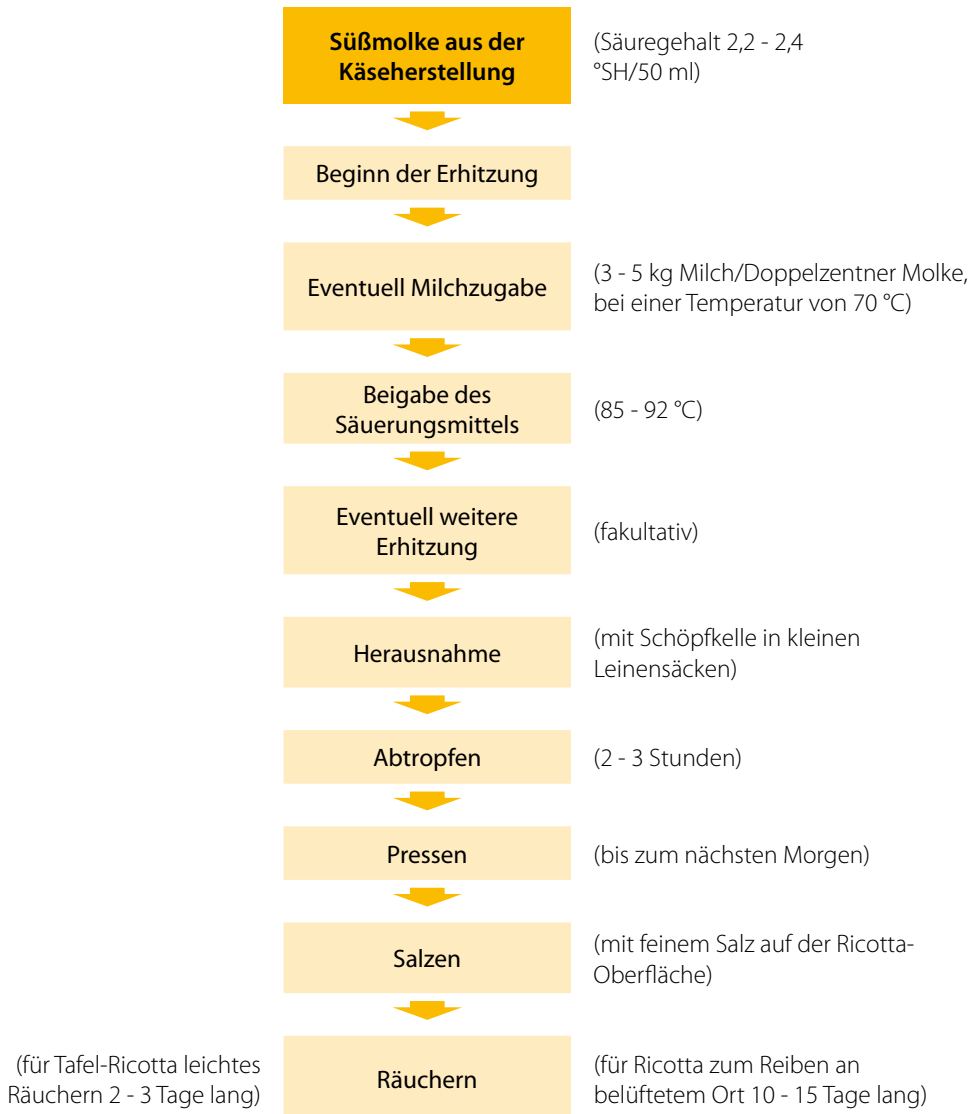 Süßmolke aus der
Käseherstellung
(Säuregehalt 2,2 - 2,4
°SH/50 ml)
Beginn der Erhitzung
Eventuell Milchzugabe
(3 - 5 kg Milch/Doppelzentner Molke,
bei einer Temperatur von 70 °C)
Beigabe des
Säuerungsmittels
(85 - 92 °C)
Eventuell weitere
Erhitzung
(fakultativ)
Herausnahme
(mit Schöpfkelle in kleinen
Leinensäcken)
Abtropfen
(2 - 3 Stunden)
Pressen
(bis zum nächsten Morgen)
Salzen
(mit feinem Salz auf der Ricotta-
Oberfläche)
(für Tafel-Ricotta leichtes
Räuchern 2 - 3 Tage lang)
Räuchern
(für Ricotta zum Reiben an
belüftetem Ort 10 - 15 Tage lang)